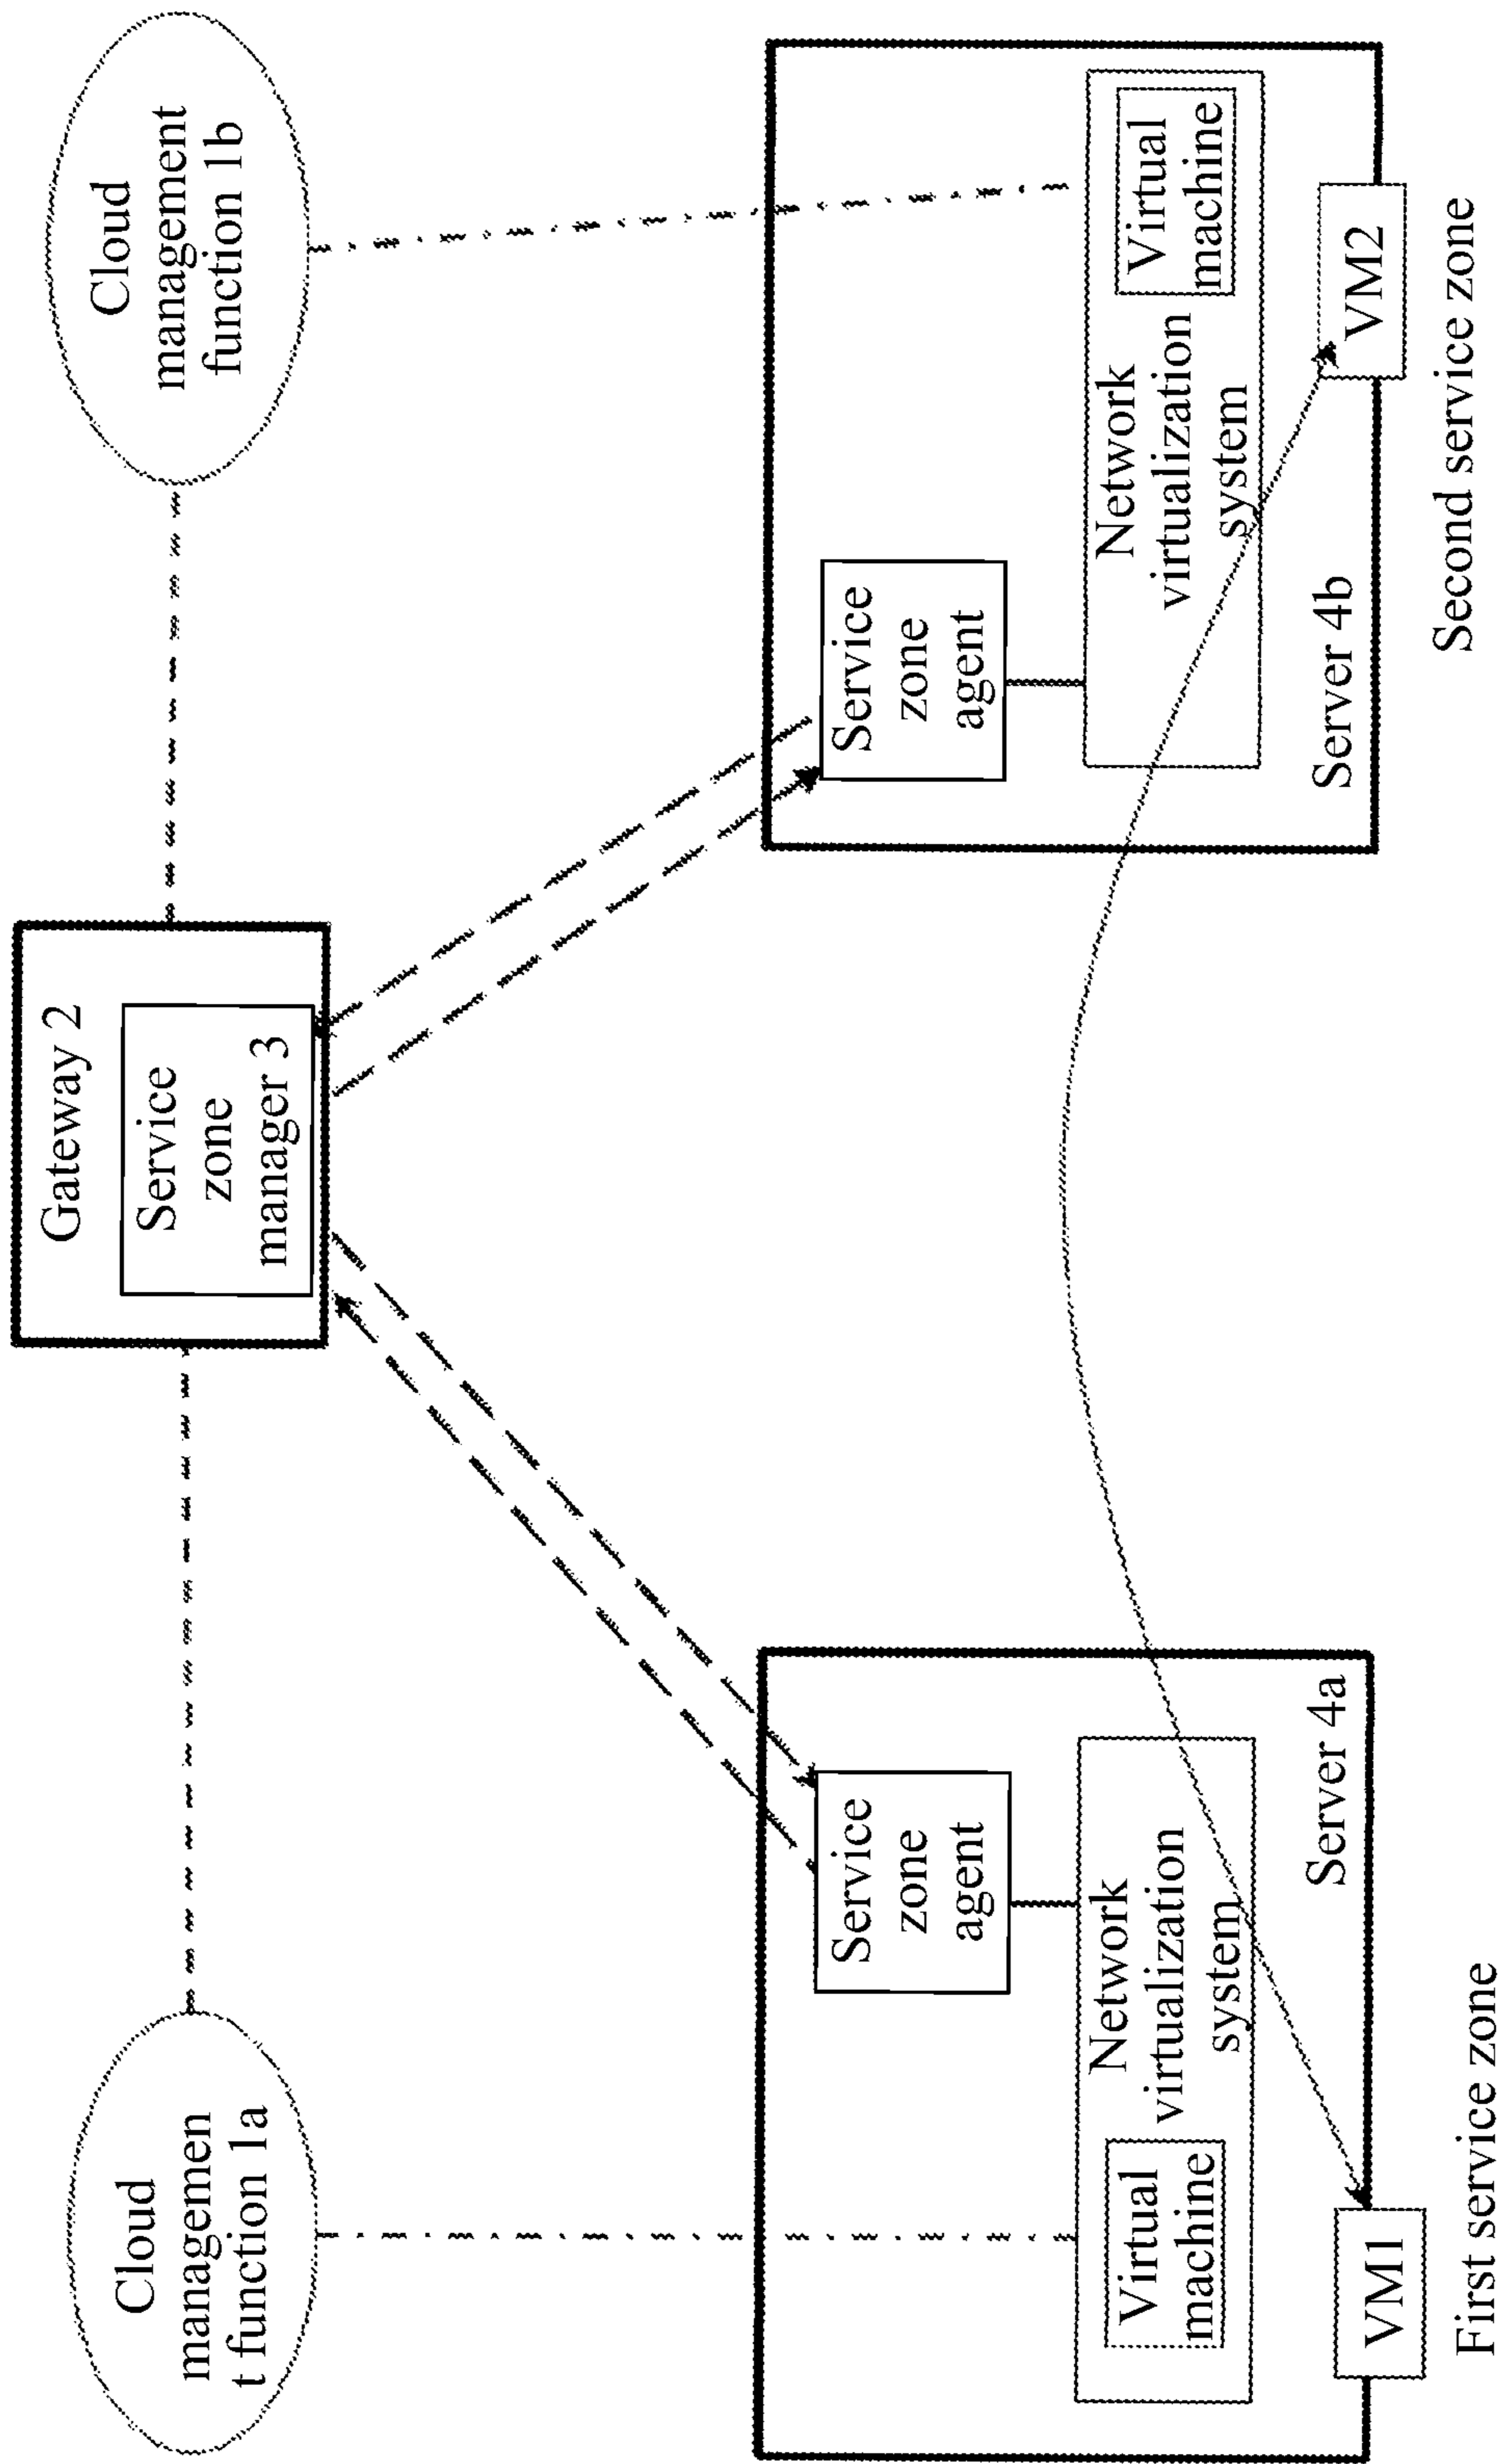 Cloud
managemen
t function 1a
Gateway 2
Service
zone
manager 3
Cloud
management
function 1b
Service
zone
agent
Network
virtualization
system
Virtual
machine
Server 4a
VM1
First service zone
Service
zone
agent
Network
virtualization
system
Virtual
machine
Server 4b
VM2
Second service zone